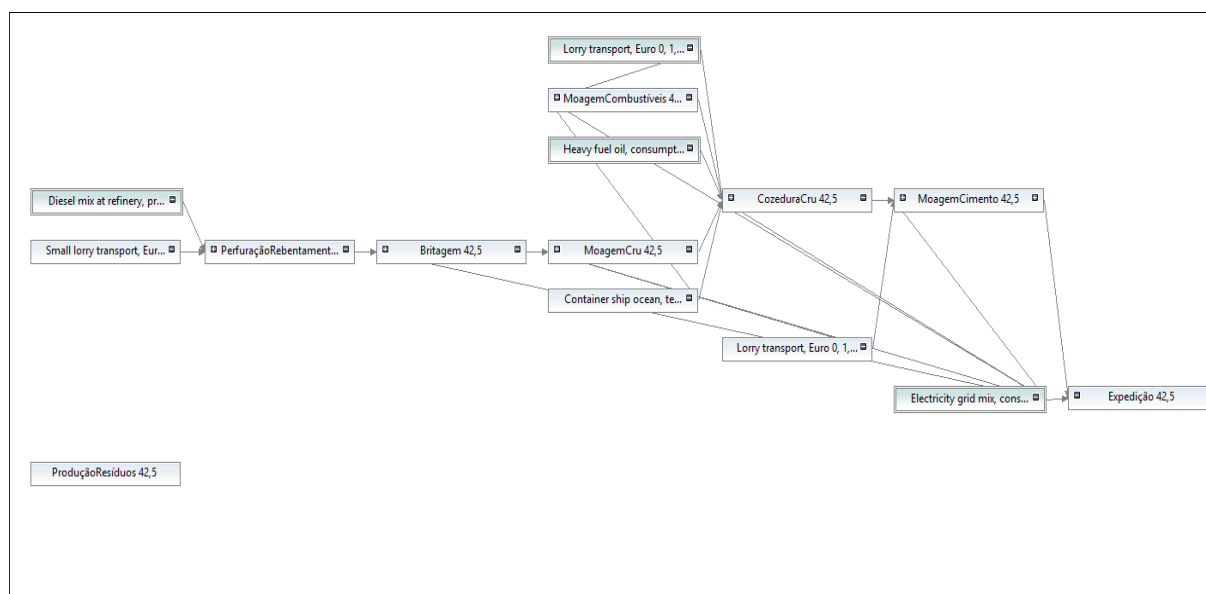 Lorry transport, Euro 0, 1,...
MoagemCombustíveis 4...
Heavy fuel oil, consumpt...
Diesel mix at refinery, pr...
CozeduraCru 42,5
MoagemCimento 42,5
Small lorry transport, Eur...
PerfuraçãoRebentament...
Britagem 42,5
MoagemCru 42,5
Container ship ocean, te...
Lorry transport, Euro 0, 1,...
Electricity grid mix, cons...
Expedição 42,5
ProduçãoResíduos 42,5